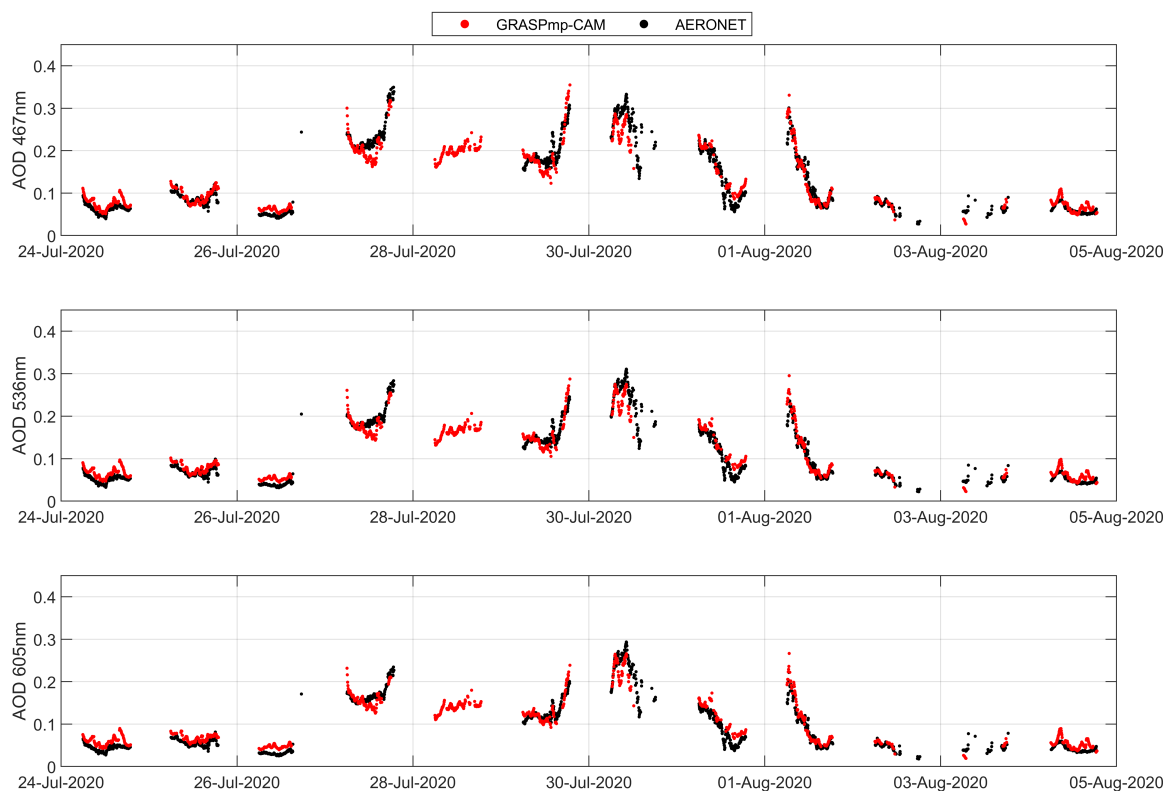 GRASPmp-CAM AERONET
AOD 467nm
0.4
0.3
0.2
0.1
0
24-Jul-2020 26-Jul-2020 28-Jul-2020 30-Jul-2020 01-Aug-2020 03-Aug-2020 05-Aug-2020
AOD 536nm
0.4
0.3
0.2
0.1
0
24-Jul-2020 26-Jul-2020 28-Jul-2020 30-Jul-2020 01-Aug-2020 03-Aug-2020 05-Aug-2020
AOD 605nm
0.4
0.3
0.2
0.1
0
24-Jul-2020 26-Jul-2020 28-Jul-2020 30-Jul-2020 01-Aug-2020 03-Aug-2020 05-Aug-2020